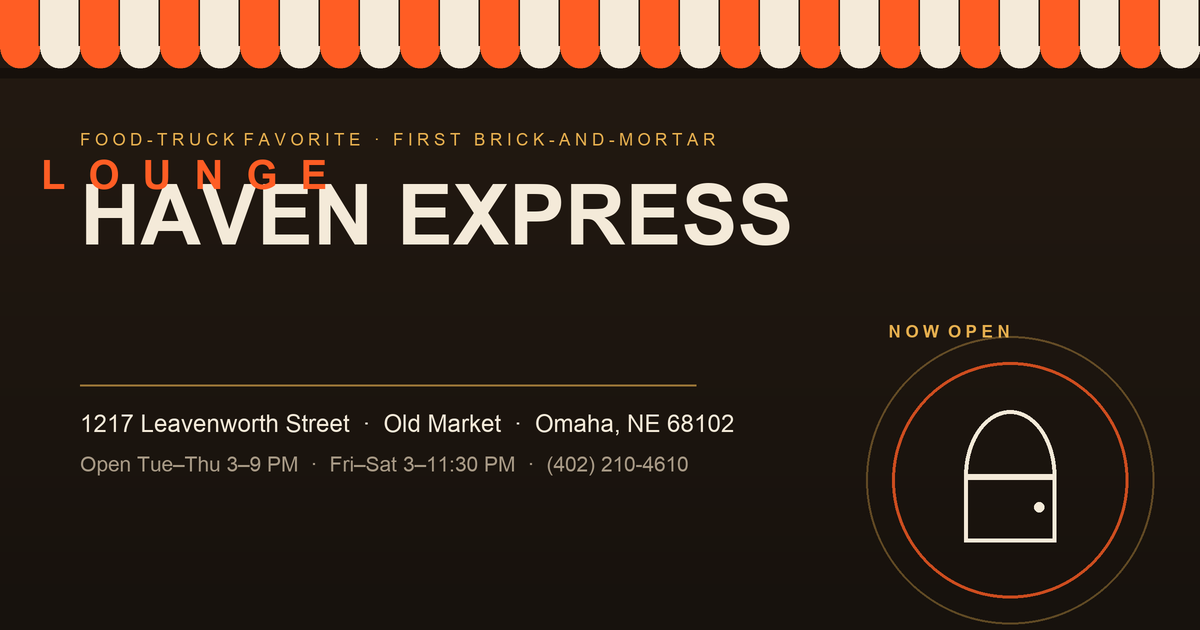 FOOD-TRUCK FAVORITE · FIRST BRICK-AND-MORTAR
LOUNGE
HAVEN EXPRESS
NOW OPEN
1217 Leavenworth Street · Old Market · Omaha, NE 68102
Open Tue–Thu 3–9 PM · Fri–Sat 3–11:30 PM · (402) 210-4610